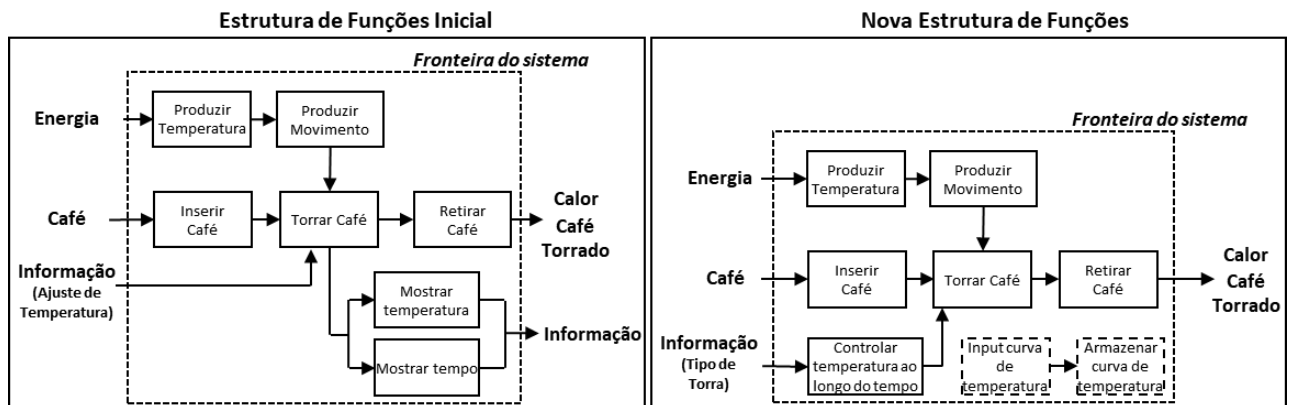 Estrutura de Funções Inicial
Fronteira do sistema
Energia
Produzir
Temperatura
Produzir
Movimento
Café
Inserir
Café
Torrar Café
Retirar
Café
Calor
Café
Torrado
Informação
(Ajuste de
Temperatura)
Mostrar
temperatura
Mostrar tempo
Informação
Nova Estrutura de Funções
Fronteira do sistema
Energia
Produzir
Temperatura
Produzir
Movimento
Café
Inserir
Café
Torrar Café
Retirar
Café
Calor
Café
Torrado
Informação
(Tipo de
Torra)
Controlar
temperatura ao
longo do tempo
Input curva
de
temperatura
Armazenar
curva de
temperatura